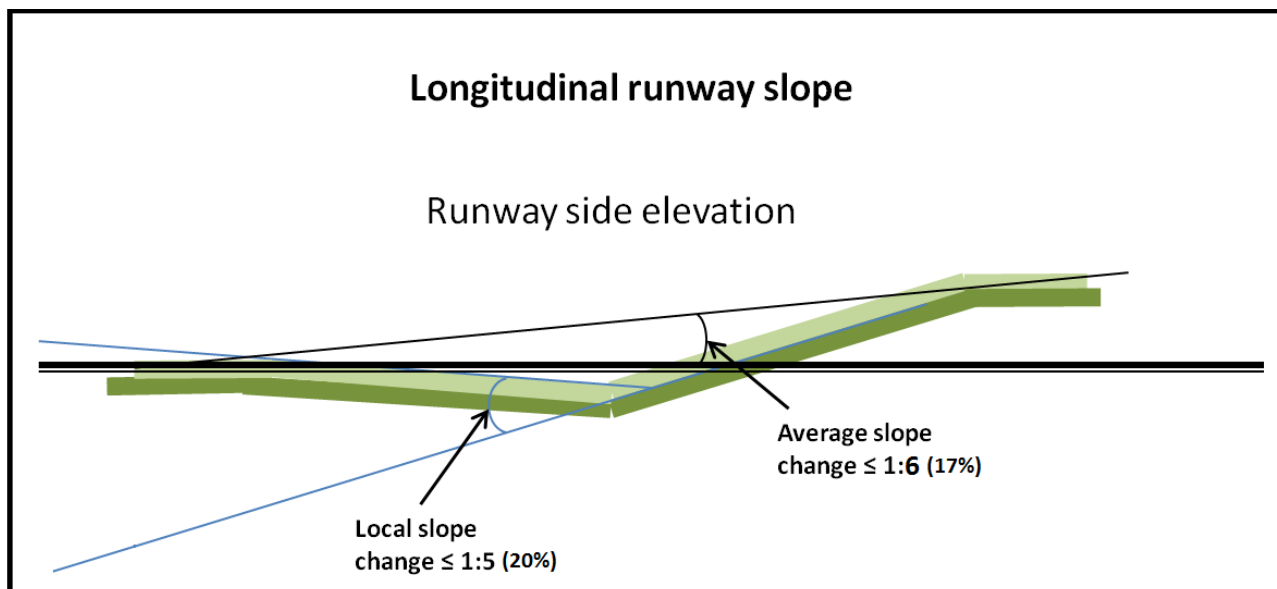 Longitudinal runway slope
Runway side elevation
Average slope
change ≤ 1:6 (17%)
Local slope
change ≤ 1:5 (20%)